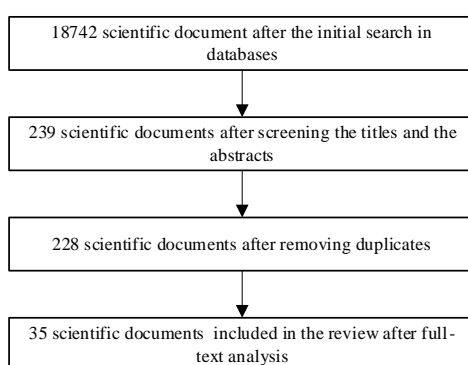 18742 scientific document after the initial search in
databases
239 scientific documents after screening the titles and the
abstracts
228 scientific documents after removing duplicates
35 scientific documents included in the review after full-
text analysis